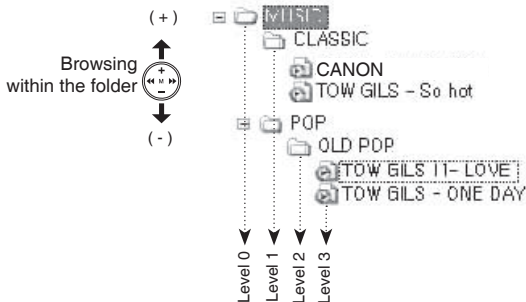 (+)
MUSIC
CLASSIC
Browsing
within the folder
+
M
−
CANON
TOW GILS - So hot
(-)
POP
OLD POP
TOW GILS I1- LOVE
TOW GILS - ONE DAY
Level 0
Level 1
Level 2
Level 3